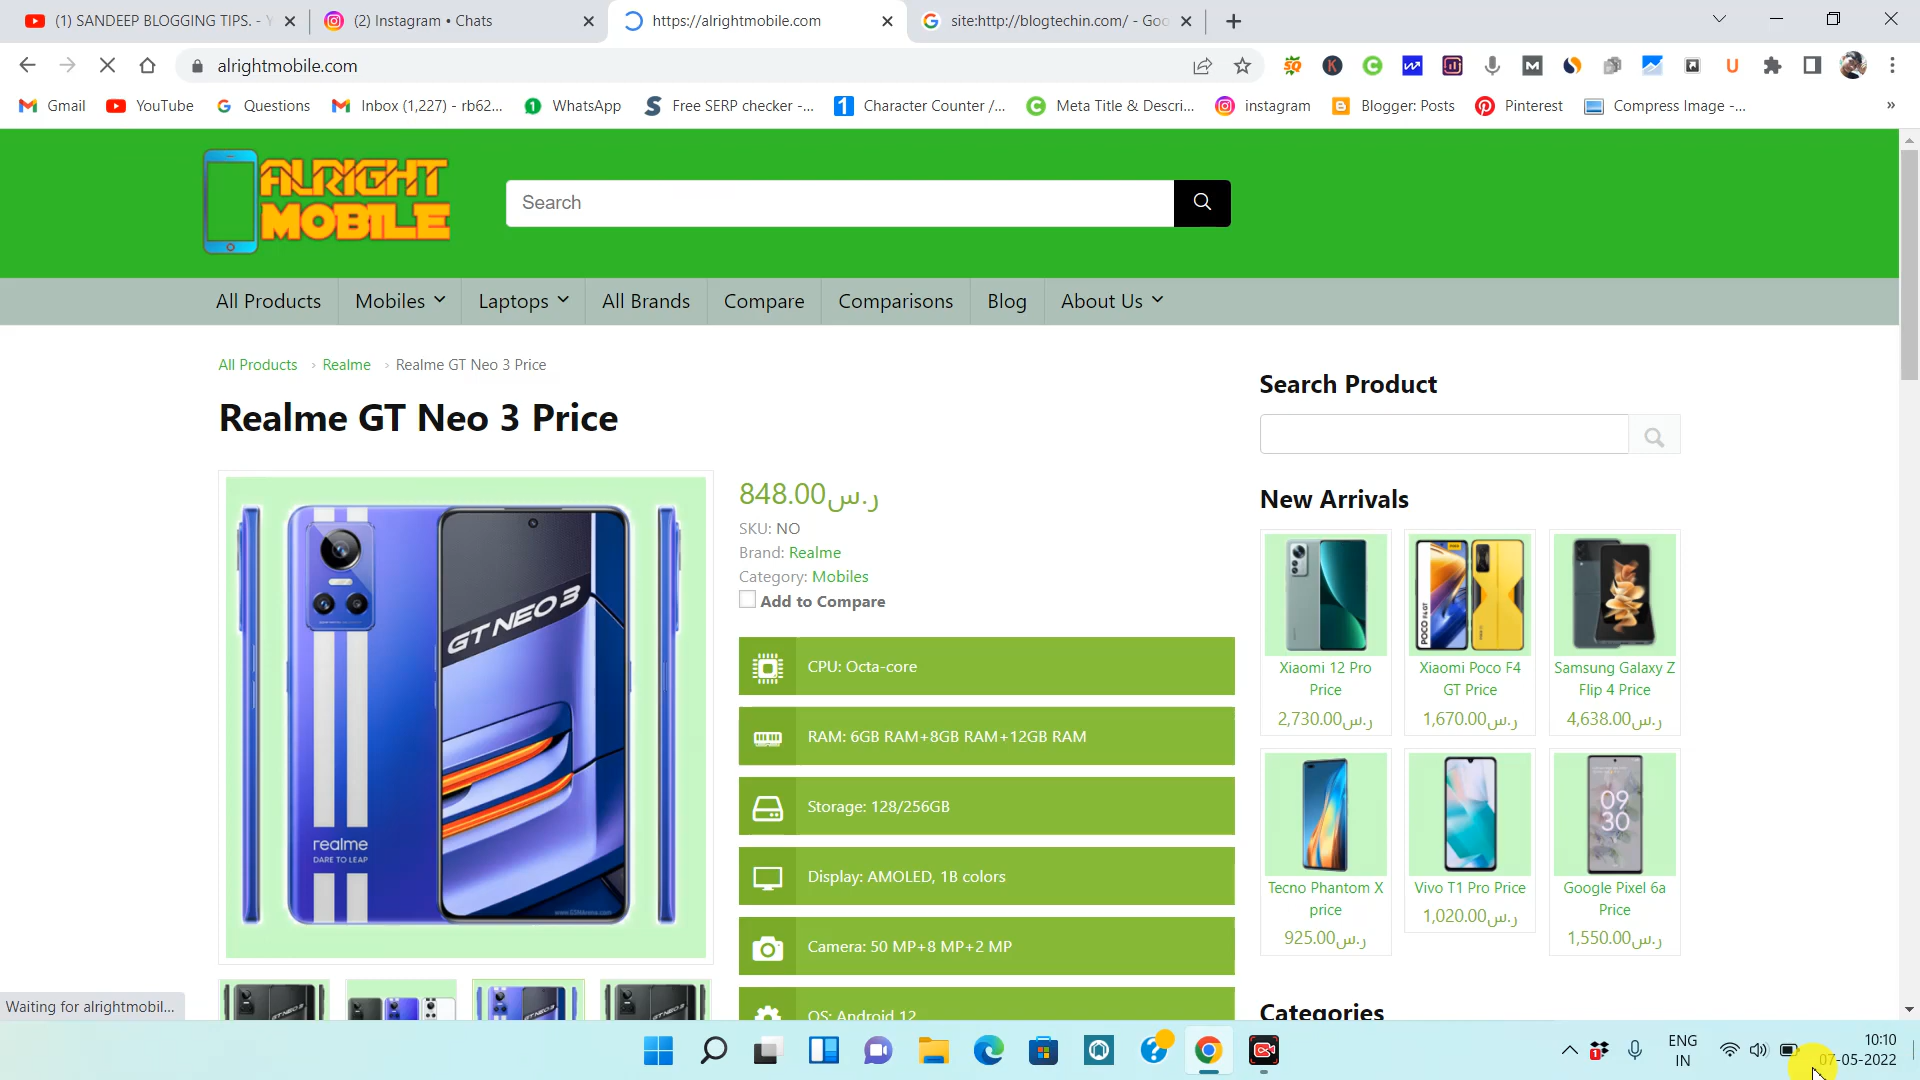 (1) SANDEEP BLOGGING TIPS. - Y
(2) Instagram • Chats
https://alrightmobile.com
site:http://blogtechin.com/ - Goo
alrightmobile.com
Gmail
YouTube
Questions
Inbox (1,227) - rb62...
WhatsApp
Free SERP checker -...
Character Counter /...
Meta Title & Descri...
instagram
Blogger: Posts
Pinterest
Compress Image -...
»
ALRIGHT
MOBILE
Search
All Products
Mobiles
Laptops
All Brands
Compare
Comparisons
Blog
About Us
All Products › Realme › Realme GT Neo 3 Price
Realme GT Neo 3 Price
GT NEO 3
realme
DARE TO LEAP
848.00ر.س
SKU: NO
Brand: Realme
Category: Mobiles
Add to Compare
CPU: Octa-core
RAM: 6GB RAM+8GB RAM+12GB RAM
Storage: 128/256GB
Display: AMOLED, 1B colors
Camera: 50 MP+8 MP+2 MP
OS: Android 12
Search Product
New Arrivals
Xiaomi 12 Pro
Price
2,730.00ر.س
POCO F4 GT
Xiaomi Poco F4
GT Price
1,670.00ر.س
Samsung Galaxy Z
Flip 4 Price
4,638.00ر.س
Tecno Phantom X
price
925.00ر.س
Vivo T1 Pro Price
1,020.00ر.س
09
30
Google Pixel 6a
Price
1,550.00ر.س
Categories
Waiting for alrightmobil...
ENG
IN
10:10
07-05-2022